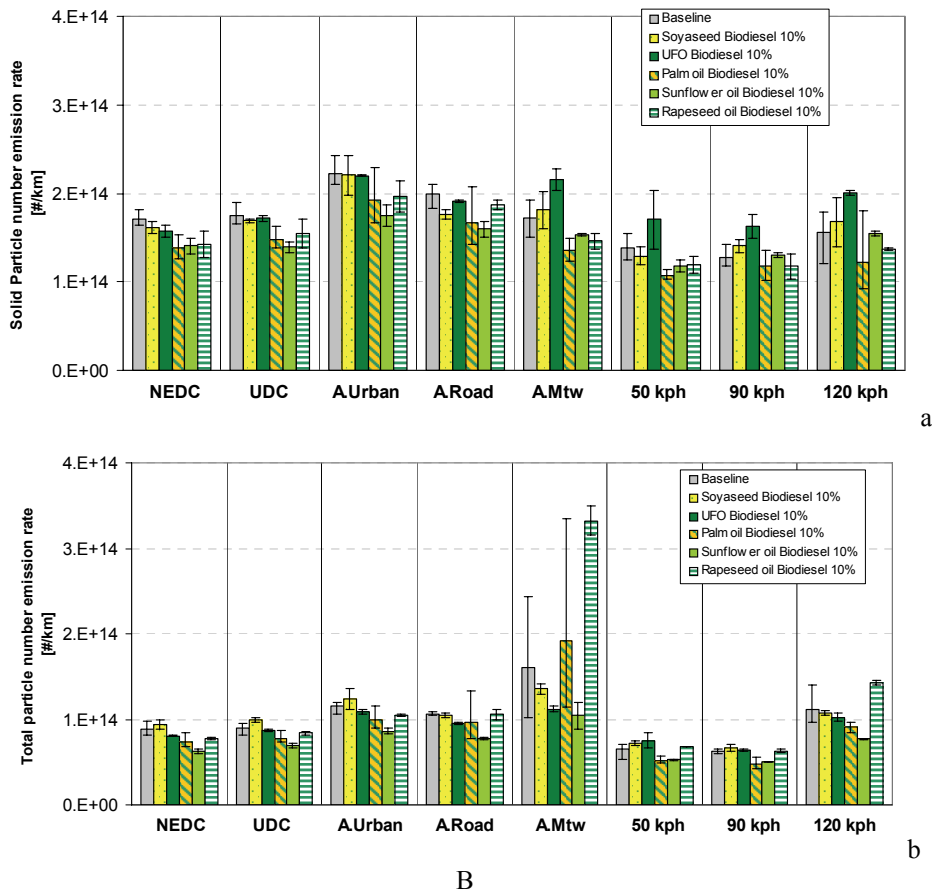 4.E+14
3.E+14
2.E+14
1.E+14
0.E+00
Solid Particle number emission rate
[#/km]
Baseline
Soyaseed Biodiesel 10%
UFO Biodiesel 10%
Palm oil Biodiesel 10%
Sunflower oil Biodiesel 10%
Rapeseed oil Biodiesel 10%
NEDC UDC A.Urban A.Road A.Mtw 50 kph 90 kph 120 kph
a
4.E+14
3.E+14
2.E+14
1.E+14
0.E+00
Total particle number emission rate
[#/km]
Baseline
Soyaseed Biodiesel 10%
UFO Biodiesel 10%
Palm oil Biodiesel 10%
Sunflower oil Biodiesel 10%
Rapeseed oil Biodiesel 10%
NEDC UDC A.Urban A.Road A.Mtw 50 kph 90 kph 120 kph
b
B